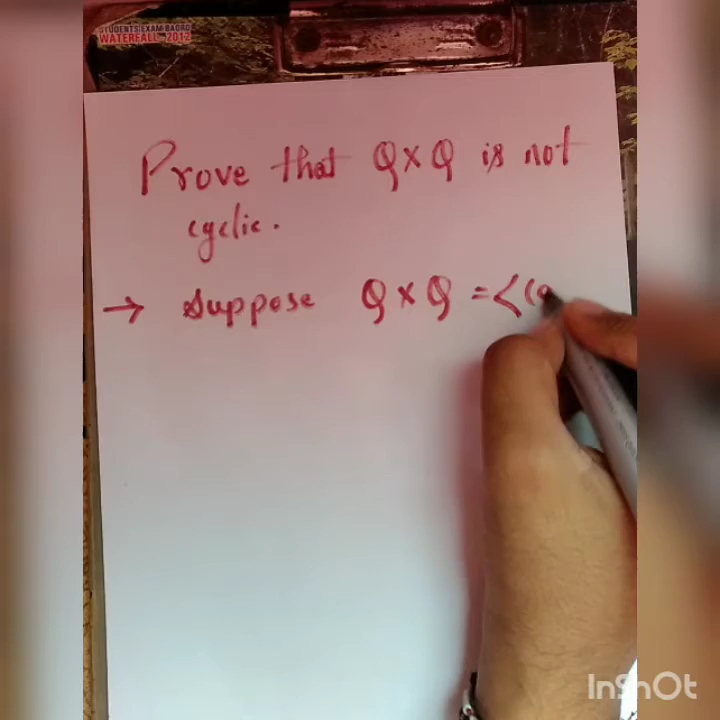 STUDENTS EXAM BAORD
WATERFALL-2012
Prove that Q×Q is not
cyclic.
→ Suppose Q×Q =<(
InShOt